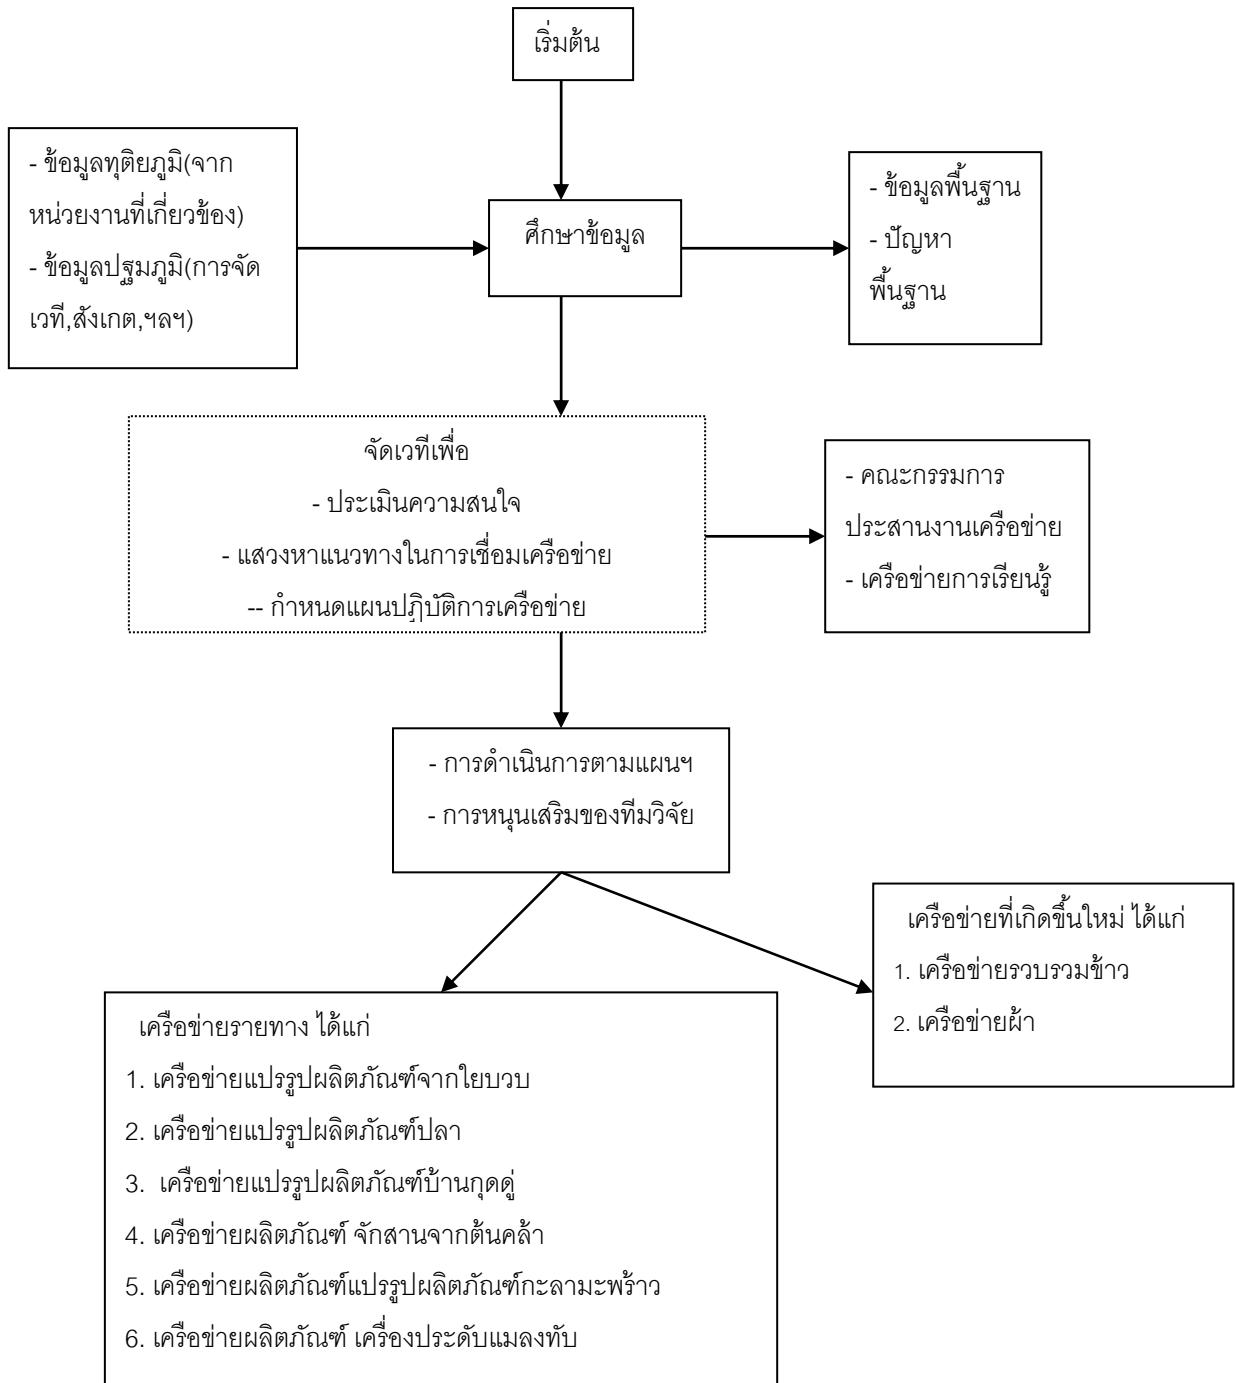 เริ่มต้น
- ข้อมูลทุติยภูมิ(จาก
หน่วยงานที่เกี่ยวข้อง)
- ข้อมูลปฐมภูมิ(การจัด
เวที,สังเกต,ฯลฯ)
ศึกษาข้อมูล
- ข้อมูลพื้นฐาน
- ปัญหา
พื้นฐาน
จัดเวทีเพื่อ
- ประเมินความสนใจ
- แสวงหาแนวทางในการเชื่อมเครือข่าย
-- กำหนดแผนปฏิบัติการเครือข่าย
- คณะกรรมการ
ประสานงานเครือข่าย
- เครือข่ายการเรียนรู้
- การดำเนินการตามแผนฯ
- การหนุนเสริมของทีมวิจัย
เครือข่ายที่เกิดขึ้นใหม่ ได้แก่
1. เครือข่ายรวบรวมข้าว
2. เครือข่ายผ้า
เครือข่ายรายทาง ได้แก่
1. เครือข่ายแปรรูปผลิตภัณฑ์จากใยบวบ
2. เครือข่ายแปรรูปผลิตภัณฑ์ปลา
3. เครือข่ายแปรรูปผลิตภัณฑ์บ้านกุดดู่
4. เครือข่ายผลิตภัณฑ์ จักสานจากต้นคล้า
5. เครือข่ายผลิตภัณฑ์แปรรูปผลิตภัณฑ์กะลามะพร้าว
6. เครือข่ายผลิตภัณฑ์ เครื่องประดับแมลงทับ